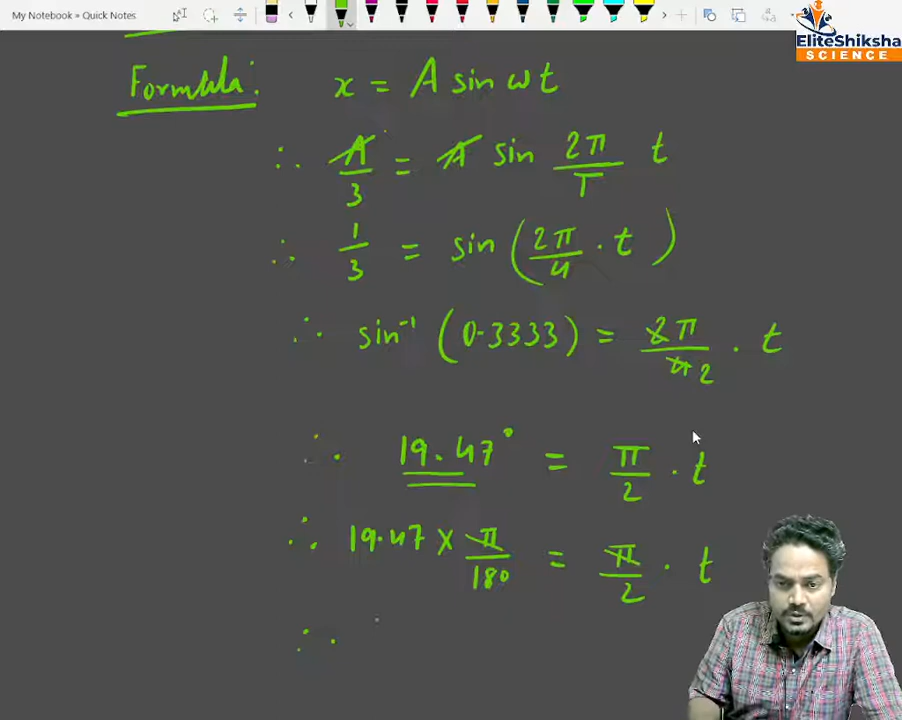 My Notebook » Quick Notes
EliteShiksha
SCIENCE
Formula: x = A sin ωt
∴ A/3 = A sin 2π/T t
∴ 1/3 = sin (2π/4 · t)
∴ sin⁻¹ (0.3333) = 2π/4 2 · t
∴ 19.47° = π/2 · t
∴ 19.47 × π/180 = π/2 · t
∴